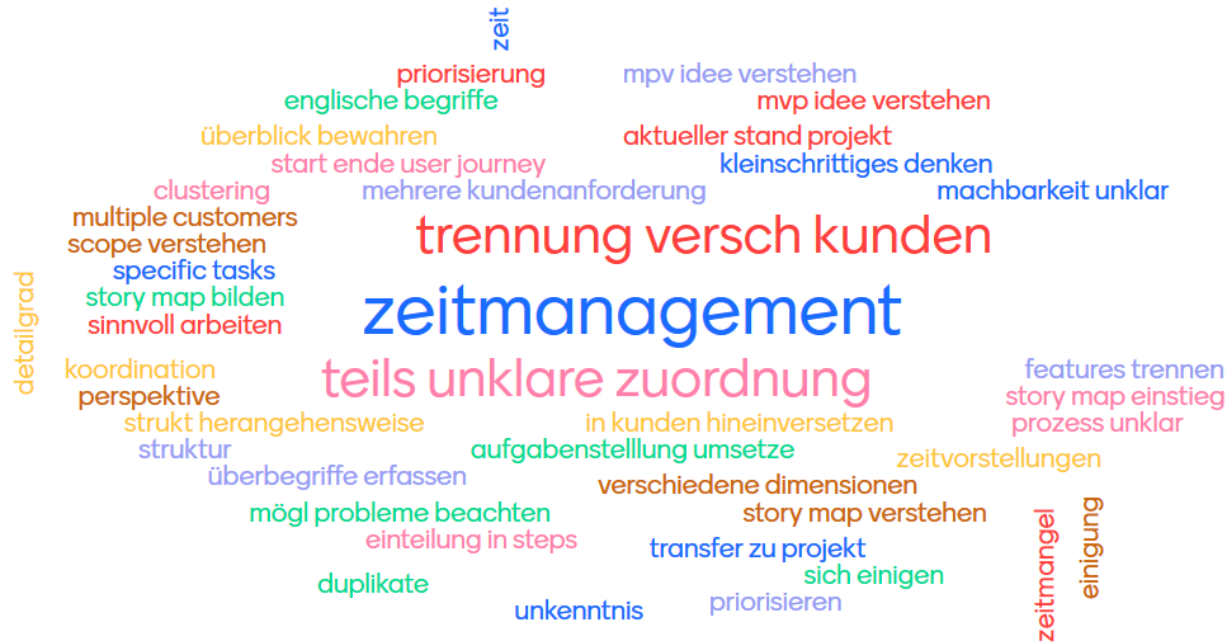 zeit
priorisierung
mpv idee verstehen
englische begriffe
mvp idee verstehen
überblick bewahren
aktueller stand projekt
start ende user journey
kleinschrittiges denken
clustering
mehrere kundenanforderung
machbarkeit unklar
multiple customers
trennung versch kunden
scope verstehen
specific tasks
story map bilden
zeitmanagement
sinnvoll arbeiten
detailgrad
koordination
teils unklare zuordnung
features trennen
perspektive
story map einstieg
strukt herangehensweise
in kunden hineinversetzen
prozess unklar
struktur
aufgabenstelllung umsetze
zeitvorstellungen
überbegriffe erfassen
verschiedene dimensionen
mögl probleme beachten
story map verstehen
einteilung in steps
transfer zu projekt
zeitmangel
einigung
duplikate
sich einigen
unkenntnis
priorisieren